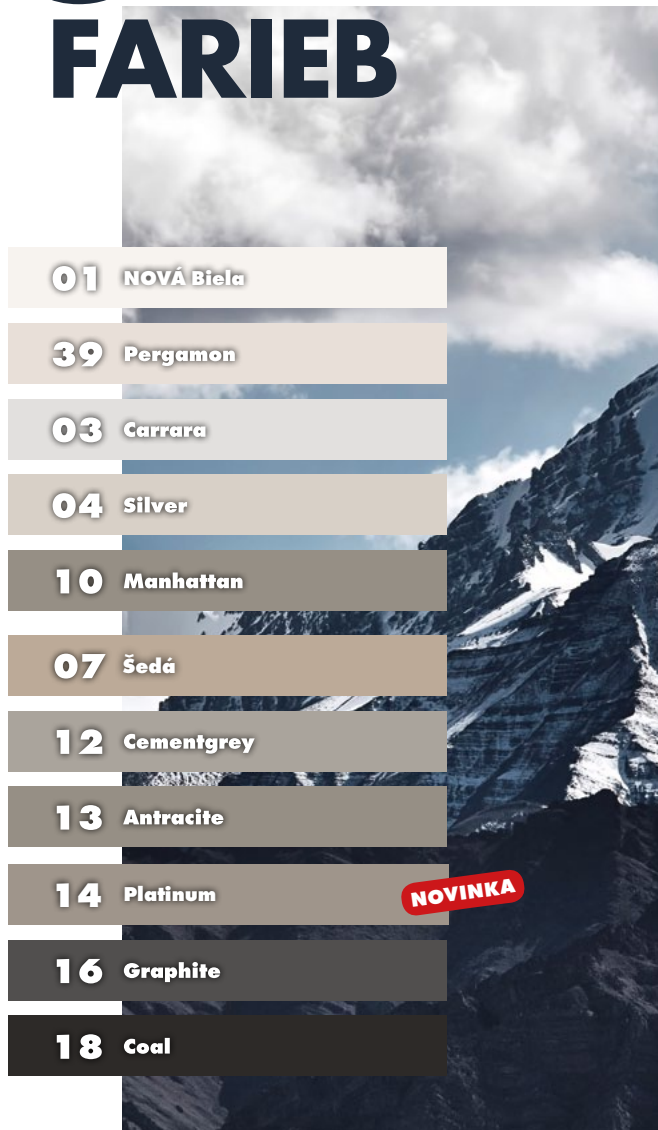 FARIEB
01 NOVÁ Biela
39 Pergamon
03 Carrara
04 Silver
10 Manhattan
07 Šedá
12 Cementgrey
13 Antracite
14 Platinum NOVINKA
16 Graphite
18 Coal